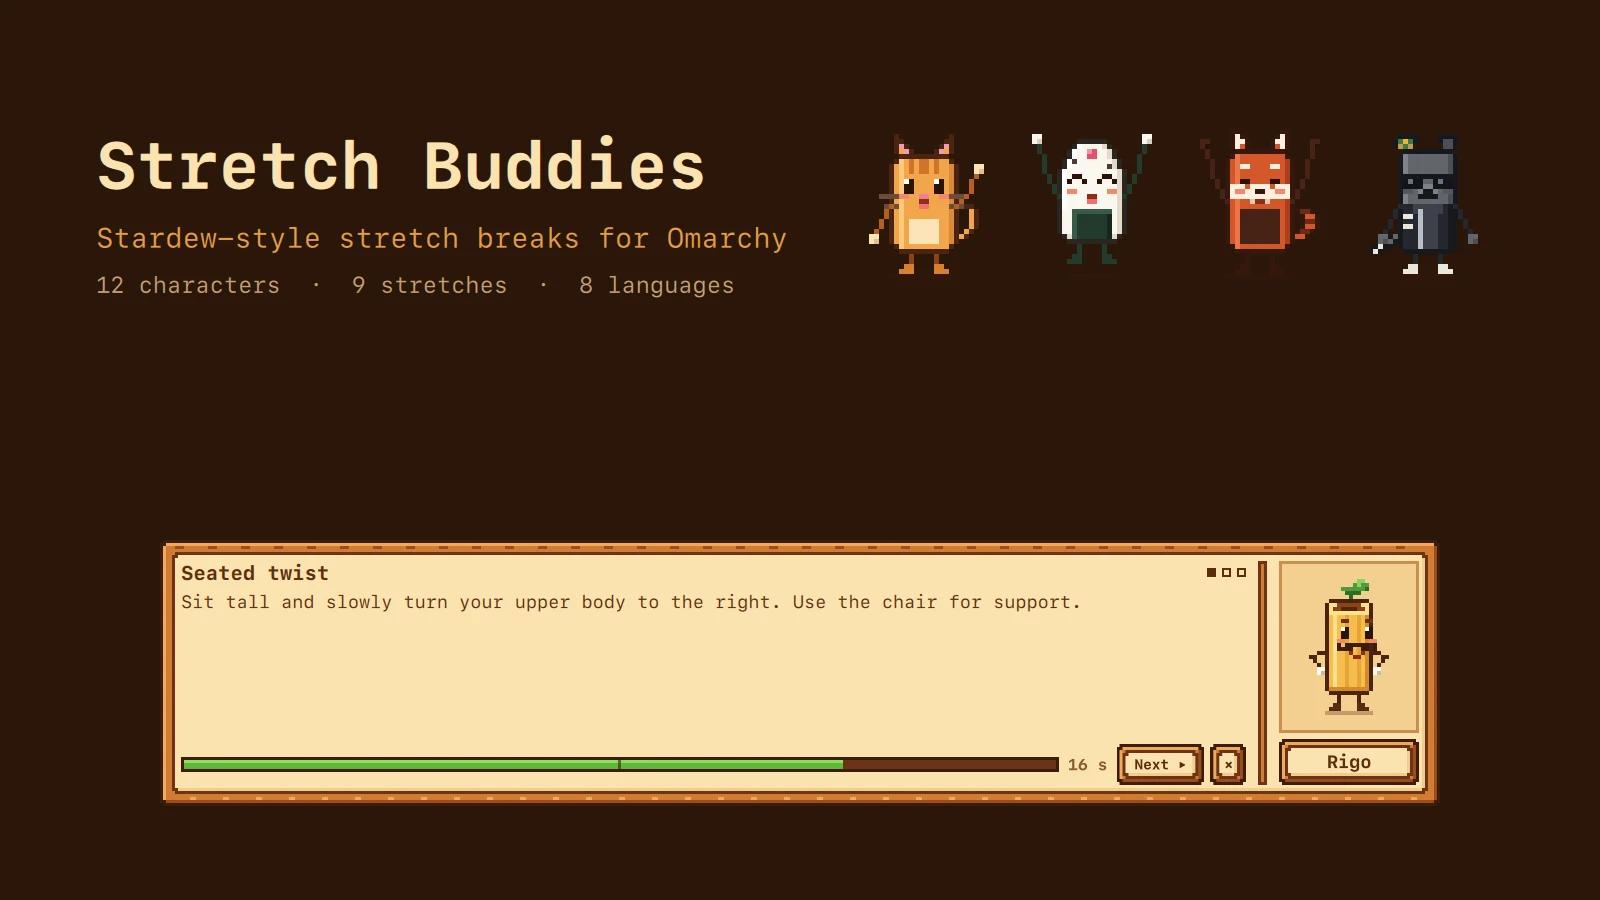 Stretch Buddies
Stardew-style stretch breaks for Omarchy
12 characters · 9 stretches · 8 languages
Seated twist
Sit tall and slowly turn your upper body to the right. Use the chair for support.
16 s
Next ▸
×
Rigo